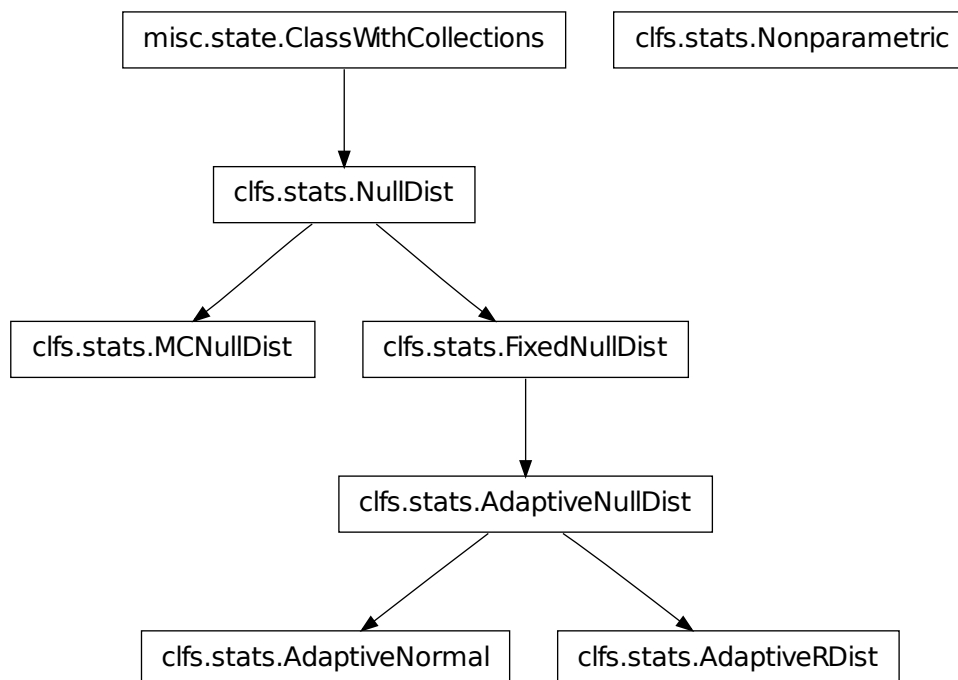 misc.state.ClassWithCollections
clfs.stats.Nonparametric
clfs.stats.NullDist
clfs.stats.MCNullDist
clfs.stats.FixedNullDist
clfs.stats.AdaptiveNullDist
clfs.stats.AdaptiveNormal
clfs.stats.AdaptiveRDist